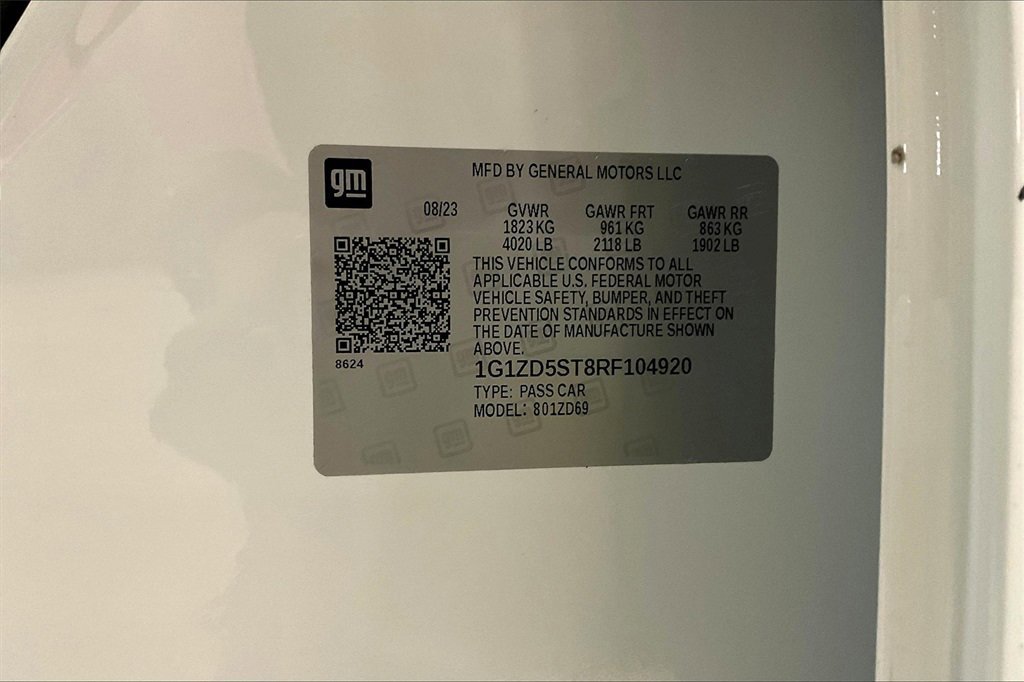 gm
MFD BY GENERAL MOTORS LLC
08/23 GVWR GAWR FRT GAWR RR
1823 KG 961 KG 863 KG
4020 LB 2118 LB 1902 LB
THIS VEHICLE CONFORMS TO ALL
APPLICABLE U.S. FEDERAL MOTOR
VEHICLE SAFETY, BUMPER, AND THEFT
PREVENTION STANDARDS IN EFFECT ON
THE DATE OF MANUFACTURE SHOWN
ABOVE.
8624
1G1ZD5ST8RF104920
TYPE: PASS CAR
MODEL: 801ZD69